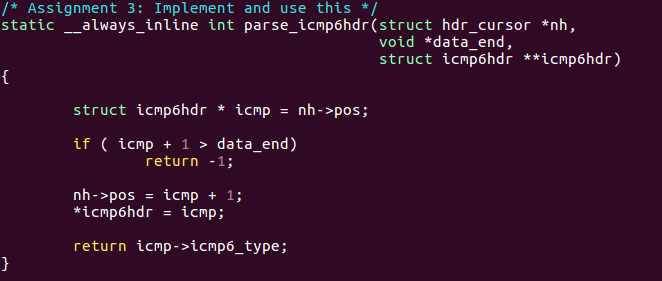 /* Assignment 3: Implement and use this */
static __always_inline int parse_icmp6hdr(struct hdr_cursor *nh,
                                          void *data_end,
                                          struct icmp6hdr **icmp6hdr)
{
        struct icmp6hdr * icmp = nh->pos;
        if ( icmp + 1 > data_end)
                return -1;
        nh->pos = icmp + 1;
        *icmp6hdr = icmp;
        return icmp->icmp6_type;
}